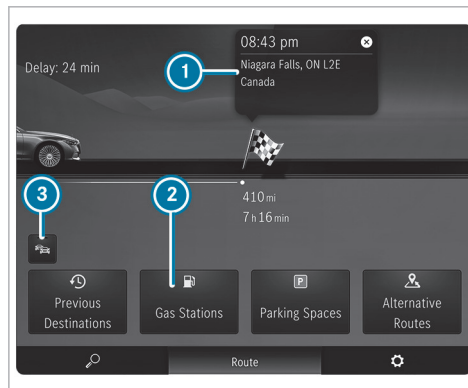 08:43 pm
Niagara Falls, ON L2E
Canada
Delay: 24 min
1
2
3
410 mi
7 h 16 min
P
Previous
Destinations
Gas Stations
Parking Spaces
Alternative
Routes
Route